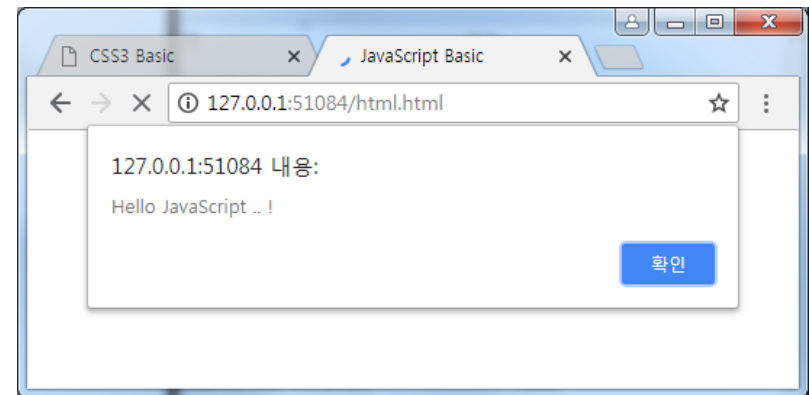 CSS3 Basic
JavaScript Basic
127.0.0.1:51084/html.html
127.0.0.1:51084 내용:
Hello JavaScript .. !
확인